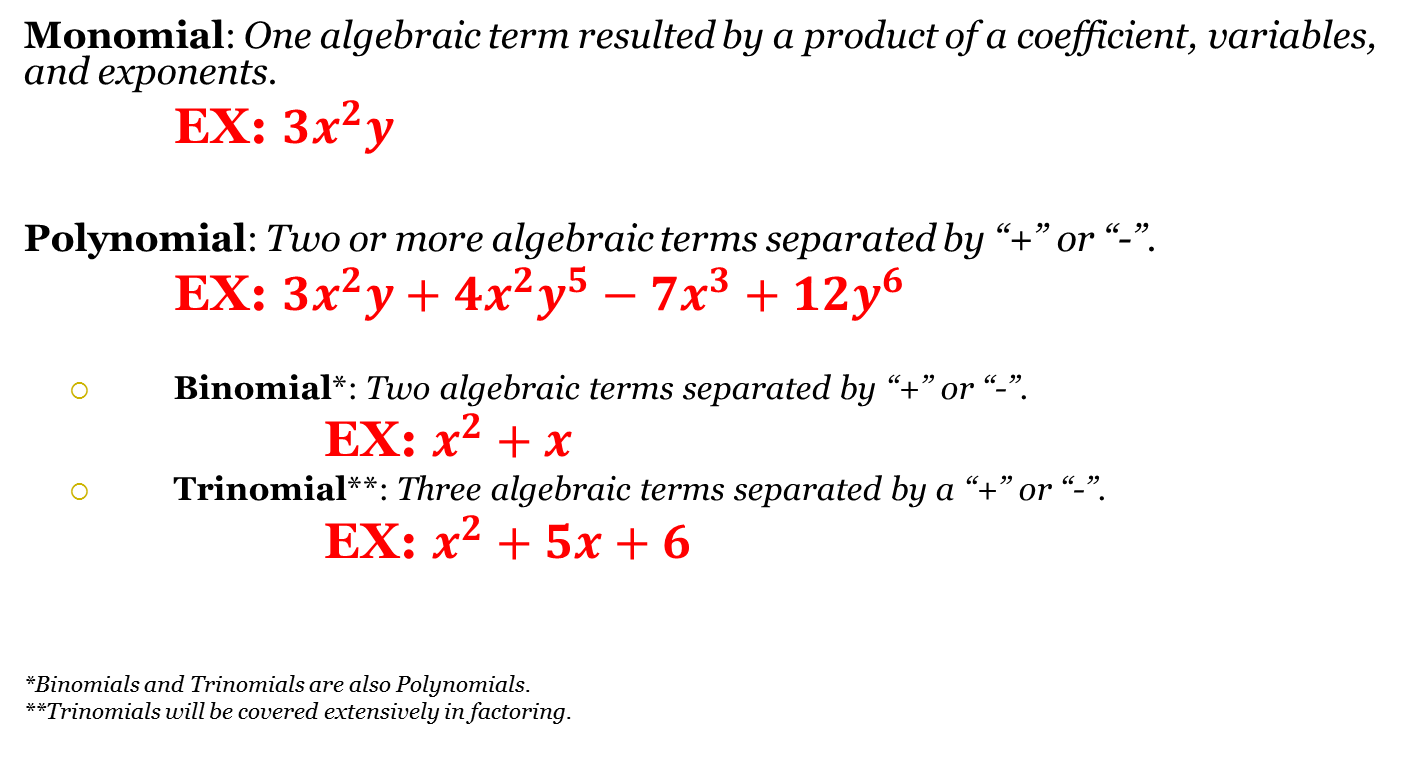 Monomial: One algebraic term resulted by a product of a coefficient, variables,
and exponents.
EX: 3x²y
Polynomial: Two or more algebraic terms separated by “+” or “-”.
EX: 3x²y + 4x²y⁵ − 7x³ + 12y⁶
○ Binomial*: Two algebraic terms separated by “+” or “-”.
EX: x² + x
○ Trinomial**: Three algebraic terms separated by a “+” or “-”.
EX: x² + 5x + 6
*Binomials and Trinomials are also Polynomials.
**Trinomials will be covered extensively in factoring.